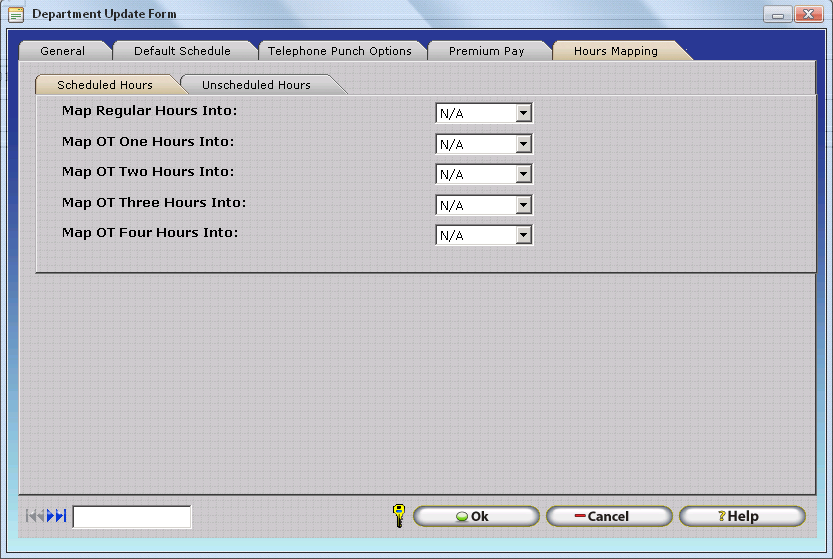 Department Update Form
General Default Schedule Telephone Punch Options Premium Pay Hours Mapping
Scheduled Hours Unscheduled Hours
Map Regular Hours Into: N/A
Map OT One Hours Into: N/A
Map OT Two Hours Into: N/A
Map OT Three Hours Into: N/A
Map OT Four Hours Into: N/A
Ok Cancel ?Help